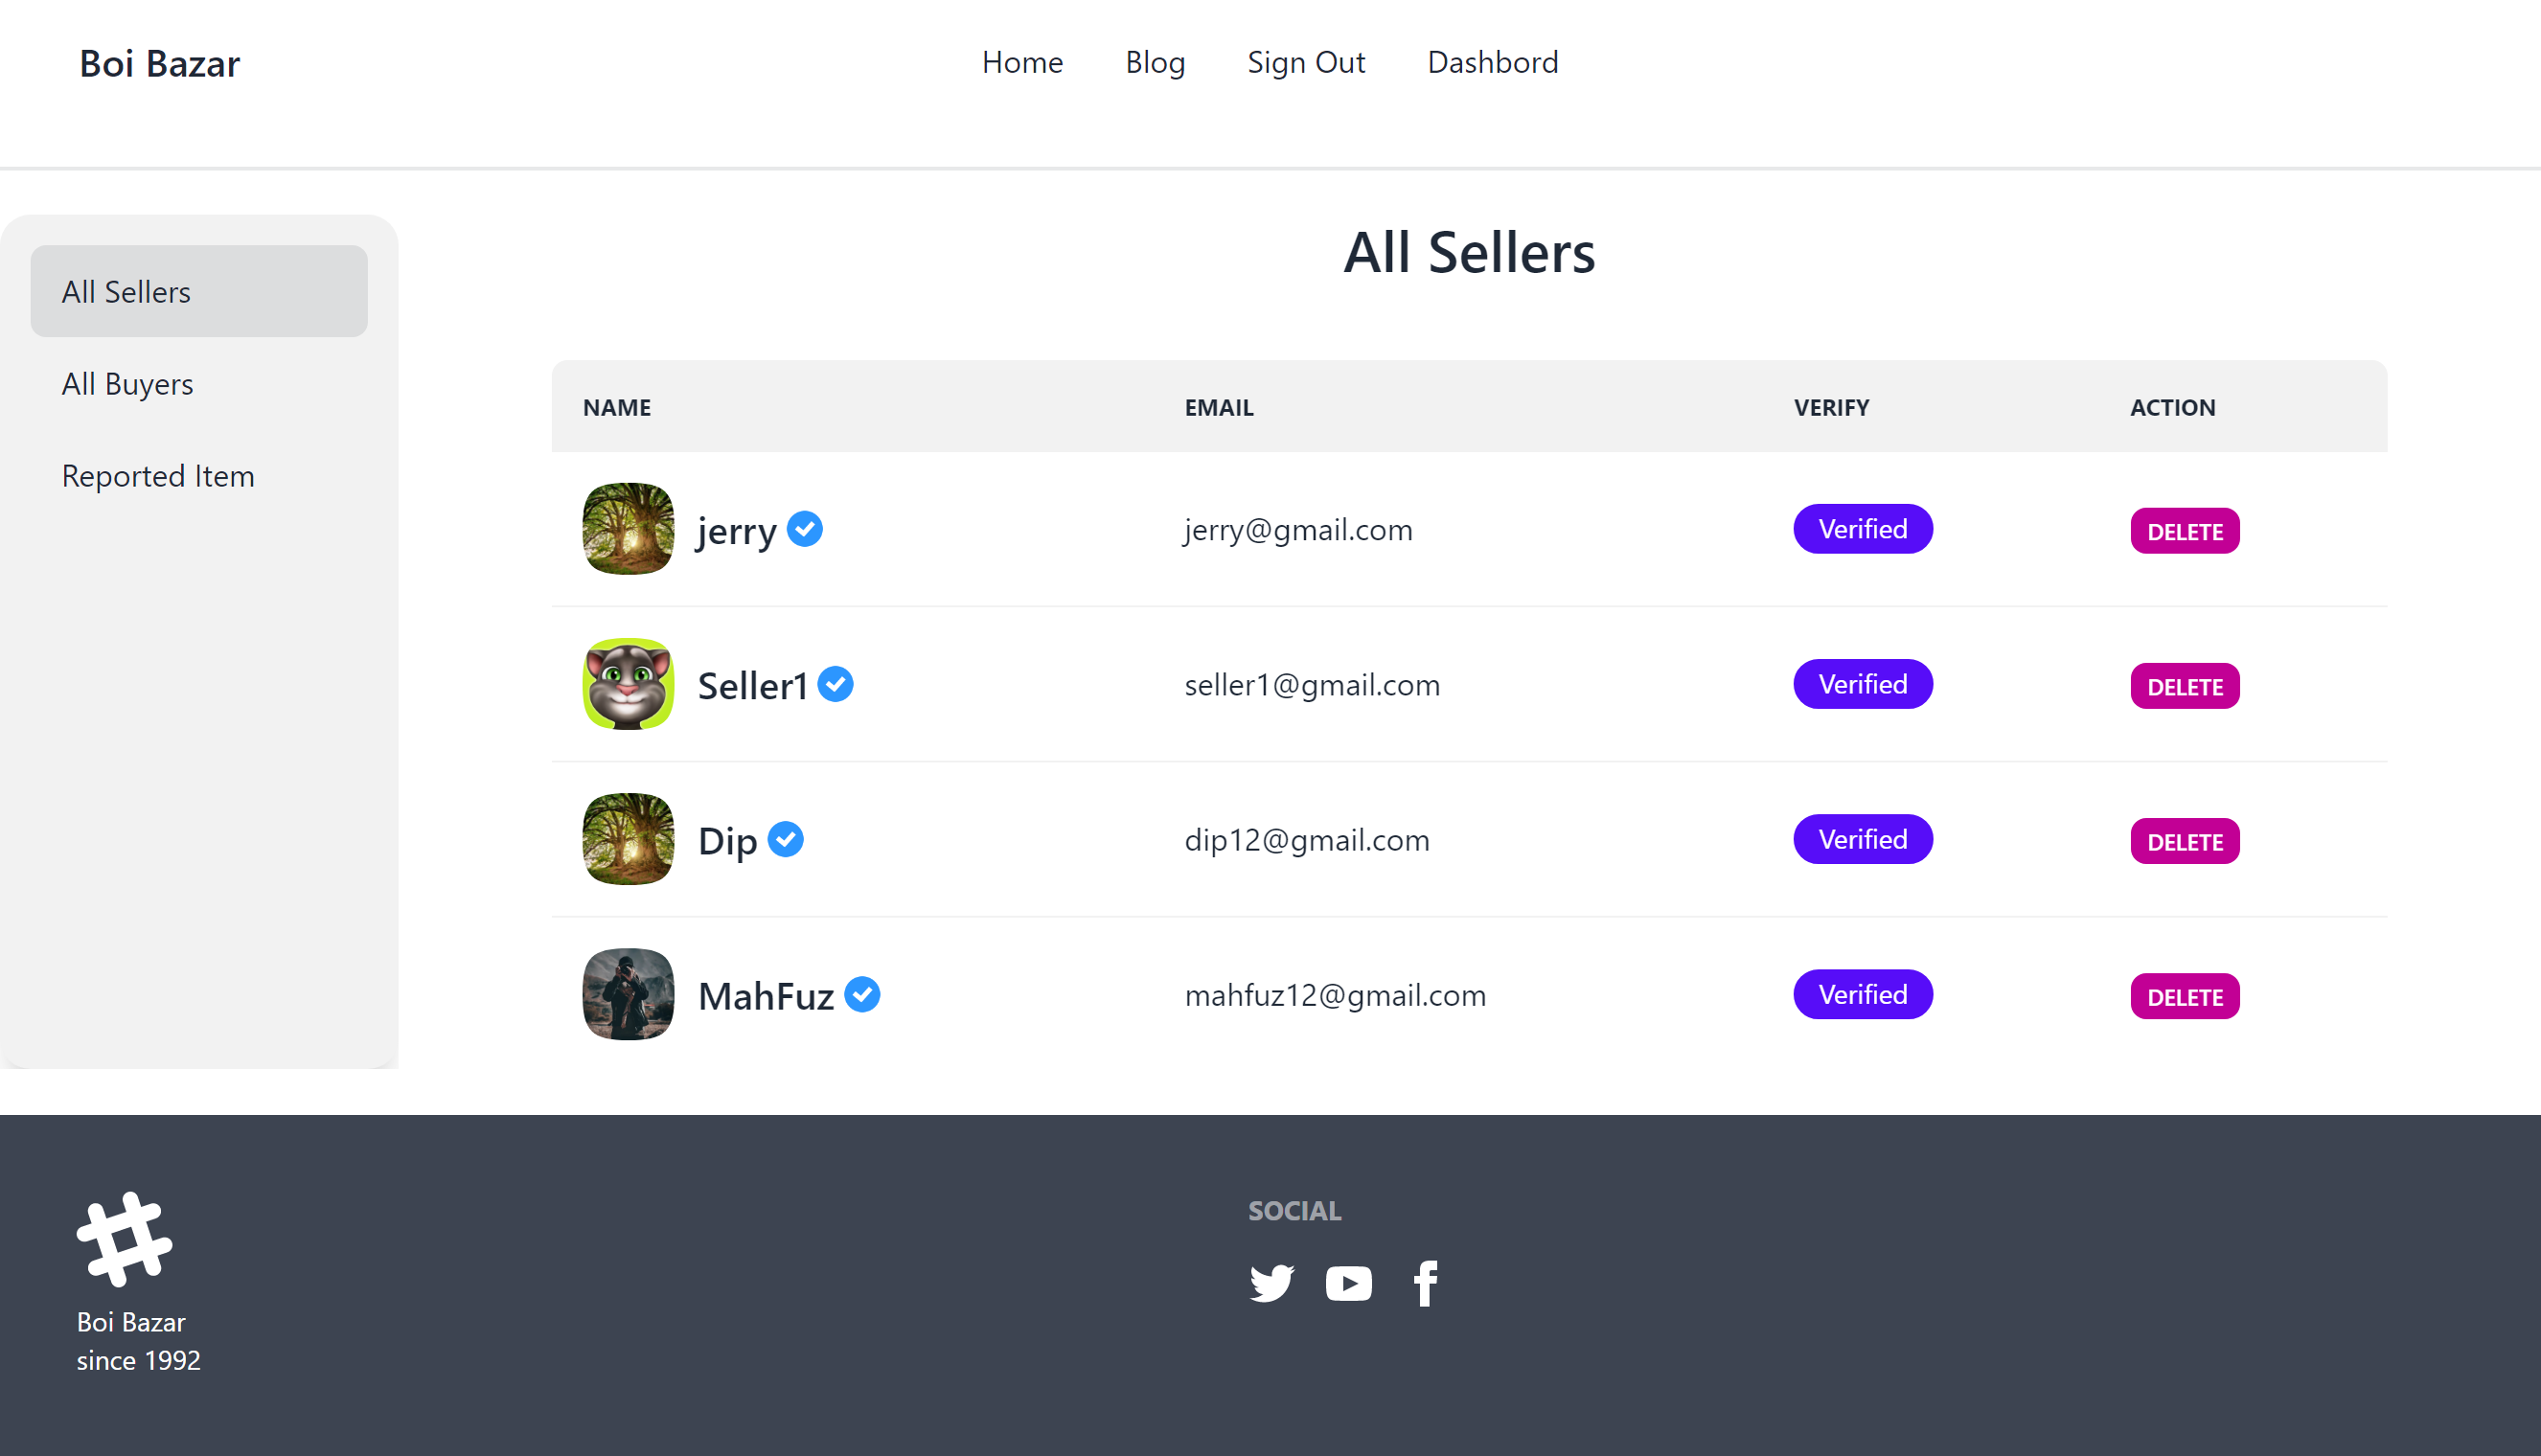 Boi Bazar
Home Blog Sign Out Dashbord
All Sellers
All Buyers
Reported Item
All Sellers
NAME EMAIL VERIFY ACTION
jerry jerry@gmail.com Verified DELETE
Seller1 seller1@gmail.com Verified DELETE
Dip dip12@gmail.com Verified DELETE
MahFuz mahfuz12@gmail.com Verified DELETE
Boi Bazar
since 1992
SOCIAL